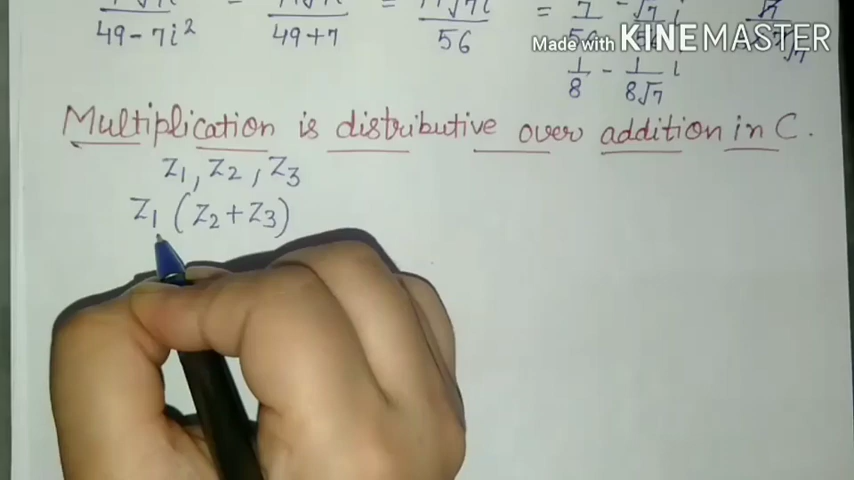 49 - 7i² 49+7 56
Made with KINEMASTER
1/8 - 1/8√7 i
Multiplication is distributive over addition in C.
Z₁, Z₂, Z₃
Z₁ (Z₂ + Z₃)